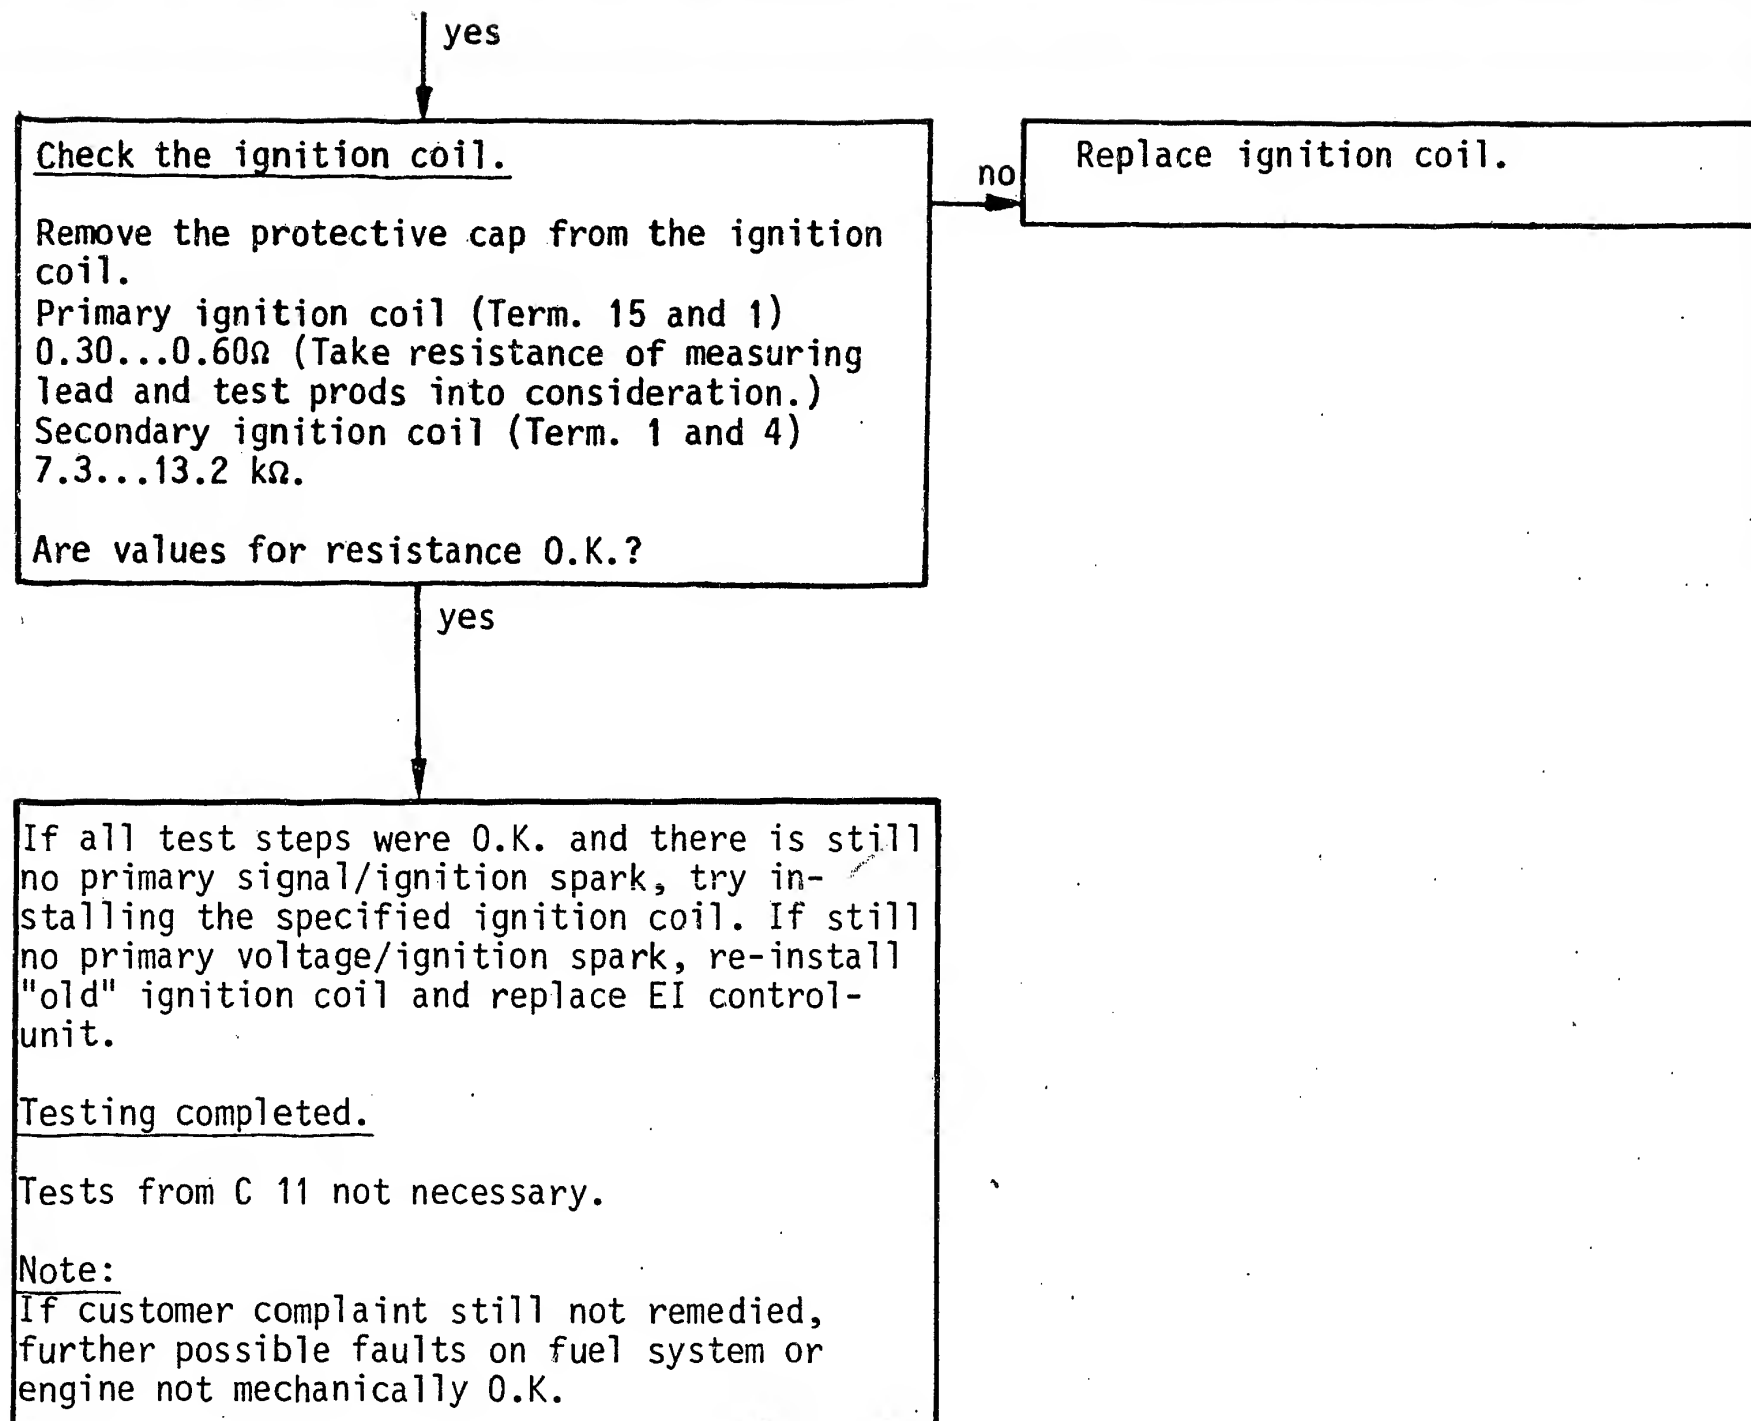 yes
Check the ignition coil.
Remove the protective cap from the ignition
coil.
Primary ignition coil (Term. 15 and 1)
0.30...0.60Ω (Take resistance of measuring
lead and test prods into consideration.)
Secondary ignition coil (Term. 1 and 4)
7.3...13.2 kΩ.
Are values for resistance O.K.?
no
Replace ignition coil.
yes
If all test steps were O.K. and there is still
no primary signal/ignition spark, try in-
stalling the specified ignition coil. If still
no primary voltage/ignition spark, re-install
"old" ignition coil and replace EI control-
unit.
Testing completed.
Tests from C 11 not necessary.
Note:
If customer complaint still not remedied,
further possible faults on fuel system or
engine not mechanically O.K.